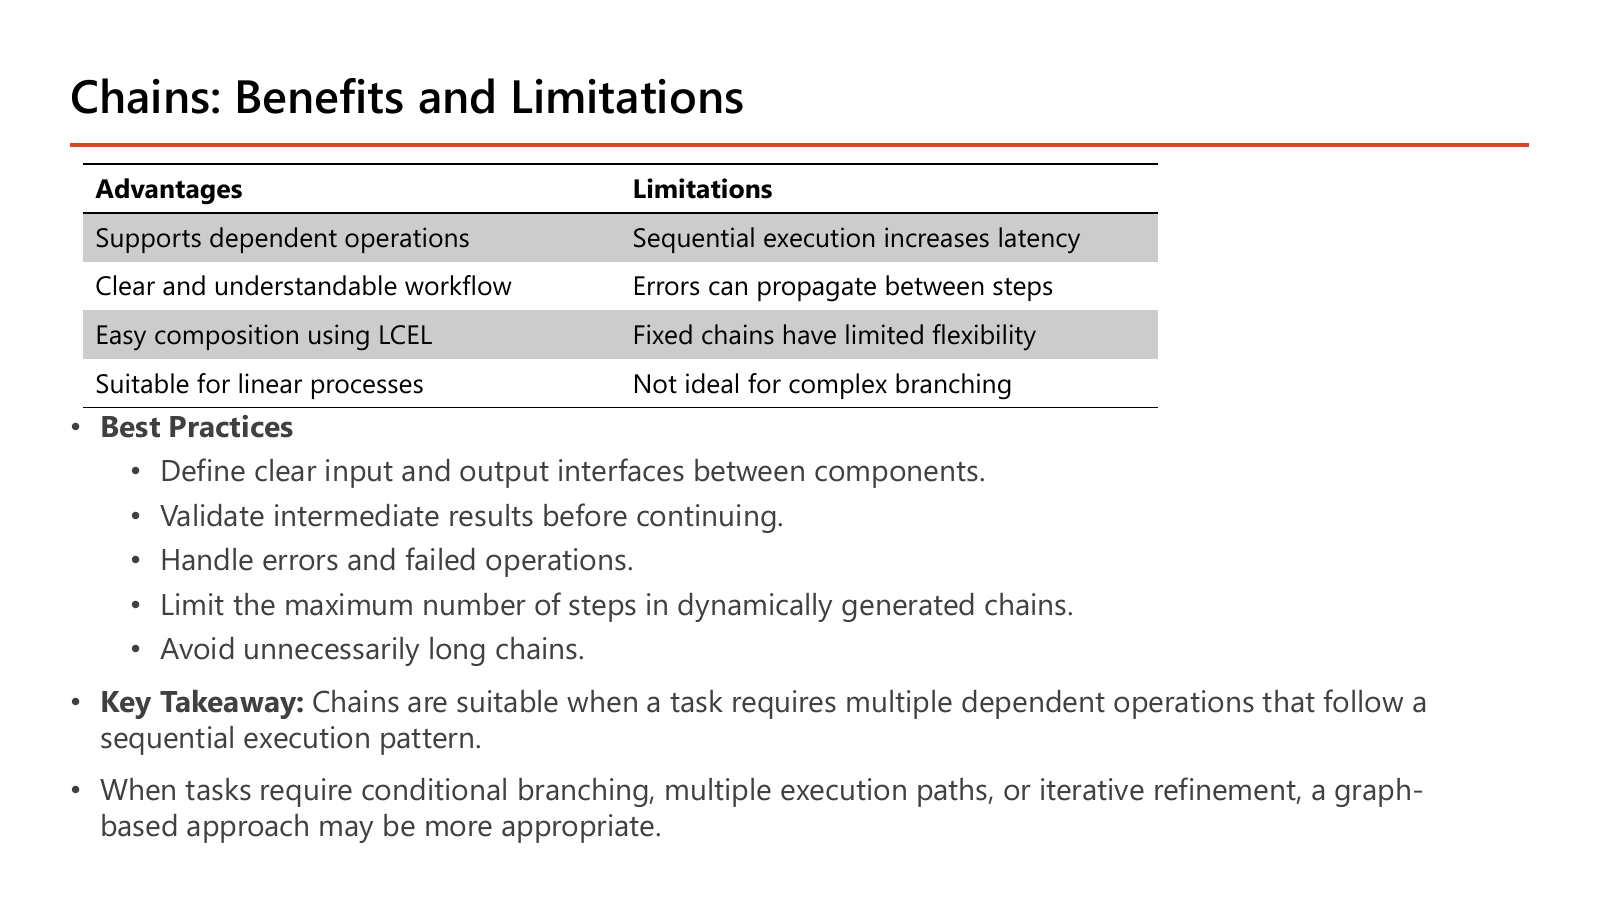 Chains: Benefits and Limitations
Advantages Limitations
Supports dependent operations Sequential execution increases latency
Clear and understandable workflow Errors can propagate between steps
Easy composition using LCEL Fixed chains have limited flexibility
Suitable for linear processes Not ideal for complex branching
• Best Practices
• Define clear input and output interfaces between components.
• Validate intermediate results before continuing.
• Handle errors and failed operations.
• Limit the maximum number of steps in dynamically generated chains.
• Avoid unnecessarily long chains.
• Key Takeaway: Chains are suitable when a task requires multiple dependent operations that follow a
sequential execution pattern.
• When tasks require conditional branching, multiple execution paths, or iterative refinement, a graph-
based approach may be more appropriate.